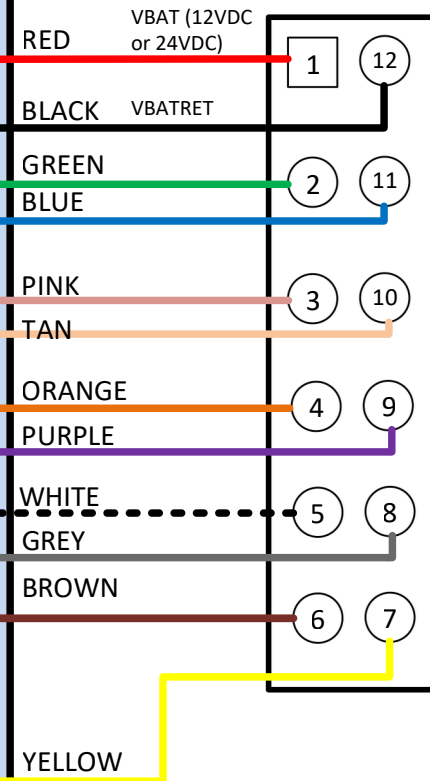 VBAT (12VDC
or 24VDC)
RED
1
12
BLACK
VBATRET
GREEN
2
11
BLUE
PINK
3
10
TAN
ORANGE
4
9
PURPLE
WHITE
5
8
GREY
BROWN
6
7
YELLOW